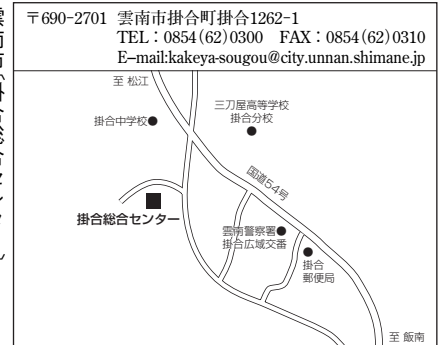 〒690-2701 雲南市掛合町掛合1262-1
TEL：0854(62)0300 FAX：0854(62)0310
E-mail:kakeya-sougou@city.unnan.shimane.jp
至 松江
三刀屋高等学校
掛合分校
掛合中学校
国道54号
掛合総合センター
雲南警察署
掛合広域交番
掛合
郵便局
至 飯南